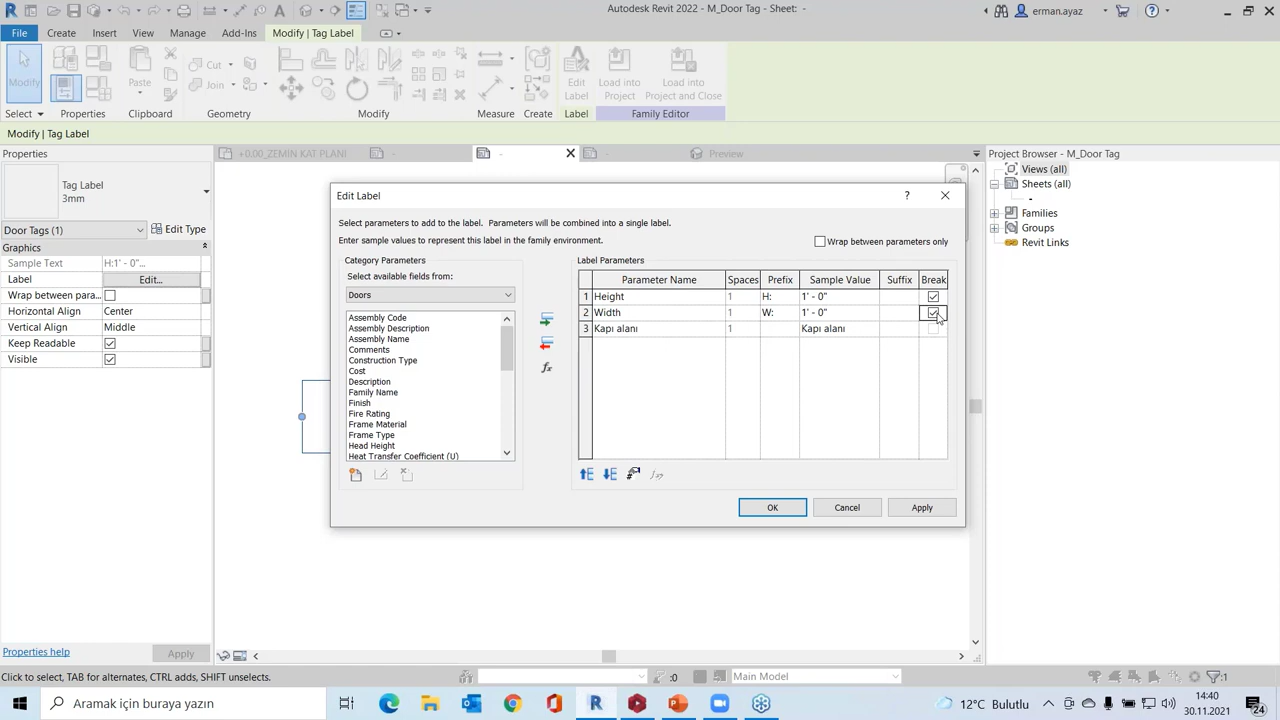 Autodesk Revit 2022 - M_Door Tag - Sheet: -
erman.ayaz
File Create Insert View Manage Add-Ins Modify | Tag Label
Modify
Paste
Cut
Join
Edit
Label
Load into
Project
Load into
Project and Close
Select Properties Clipboard Geometry Modify Measure Create Label Family Editor
Modify | Tag Label
Properties
+0.00_ZEMİN KAT PLANI - - - Preview
Project Browser - M_Door Tag
Tag Label
3mm
Door Tags (1) Edit Type
Graphics
Sample Text H:1' - 0"...
Label Edit...
Wrap between para...
Horizontal Align Center
Vertical Align Middle
Keep Readable
Visible
Properties help Apply
Edit Label
Select parameters to add to the label. Parameters will be combined into a single label.
Enter sample values to represent this label in the family environment.
Wrap between parameters only
Category Parameters
Select available fields from:
Doors
Assembly Code
Assembly Description
Assembly Name
Comments
Construction Type
Cost
Description
Family Name
Finish
Fire Rating
Frame Material
Frame Type
Head Height
Heat Transfer Coefficient (U)
Label Parameters
Parameter Name Spaces Prefix Sample Value Suffix Break
1 Height 1 H: 1' - 0"
2 Width 1 W: 1' - 0"
3 Kapı alanı 1 Kapı alanı
OK Cancel Apply
Views (all)
Sheets (all)
-
Families
Groups
Revit Links
Click to select, TAB for alternates, CTRL adds, SHIFT unselects.
:0
Main Model
:1
Aramak için buraya yazın
12°C Bulutlu
14:40
30.11.2021
24